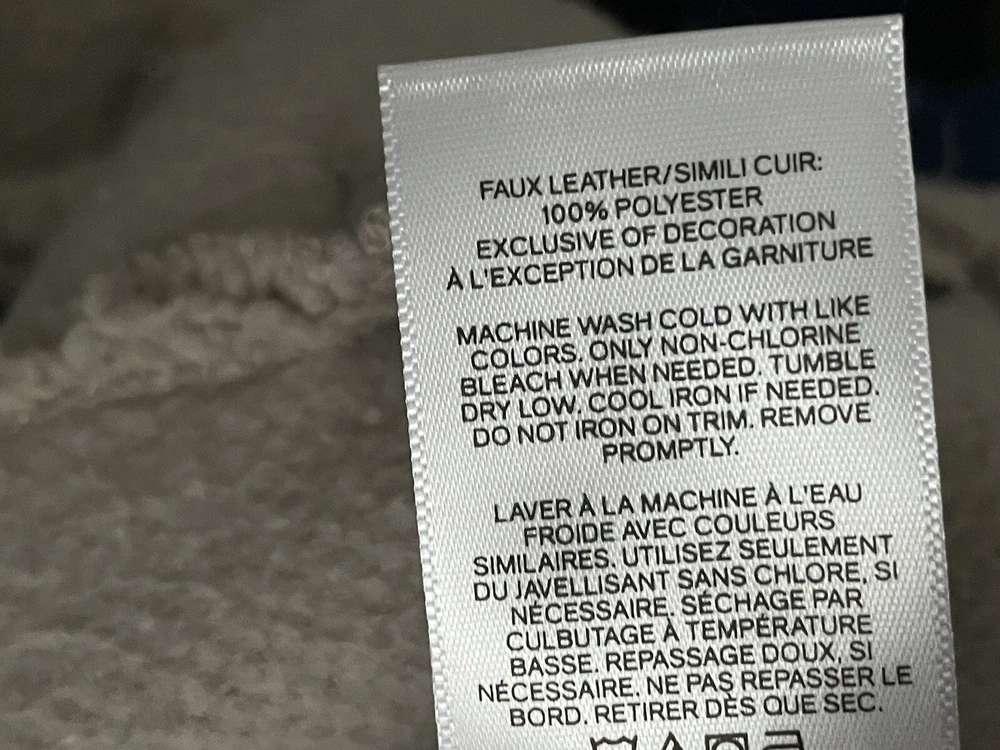 FAUX LEATHER/SIMILI CUIR:
100% POLYESTER
EXCLUSIVE OF DECORATION
À L'EXCEPTION DE LA GARNITURE
MACHINE WASH COLD WITH LIKE
COLORS. ONLY NON-CHLORINE
BLEACH WHEN NEEDED. TUMBLE
DRY LOW. COOL IRON IF NEEDED.
DO NOT IRON ON TRIM. REMOVE
PROMPTLY.
LAVER À LA MACHINE À L'EAU
FROIDE AVEC COULEURS
SIMILAIRES. UTILISEZ SEULEMENT
DU JAVELLISANT SANS CHLORE, SI
NÉCESSAIRE. SÉCHAGE PAR
CULBUTAGE À TEMPÉRATURE
BASSE. REPASSAGE DOUX, SI
NÉCESSAIRE. NE PAS REPASSER LE
BORD. RETIRER DÈS QUE SEC.